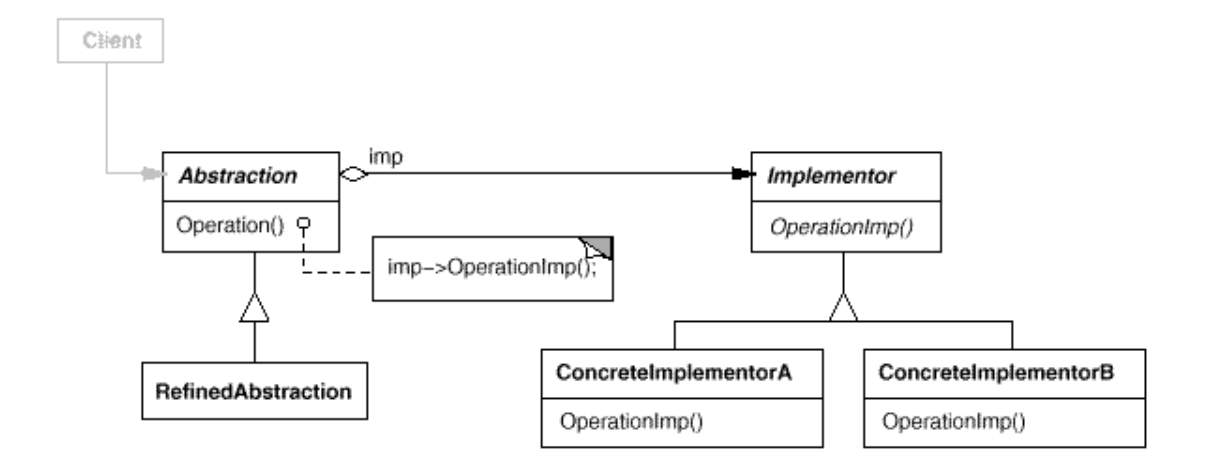 Client
imp
Abstraction
Implementor
Operation()
OperationImp()
imp->OperationImp();
ConcreteImplementorA
ConcreteImplementorB
RefinedAbstraction
OperationImp()
OperationImp()